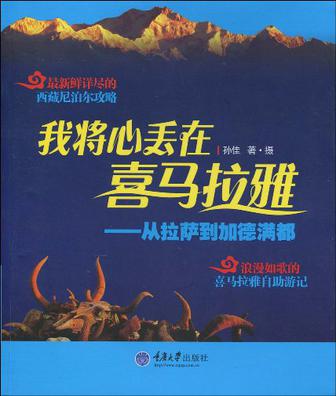 最新鲜详尽的
西藏尼泊尔攻略
我将心丢在
喜马拉雅
孙佳 著·摄
——从拉萨到加德满都
浪漫如歌的
喜马拉雅自助游记
重庆大学出版社